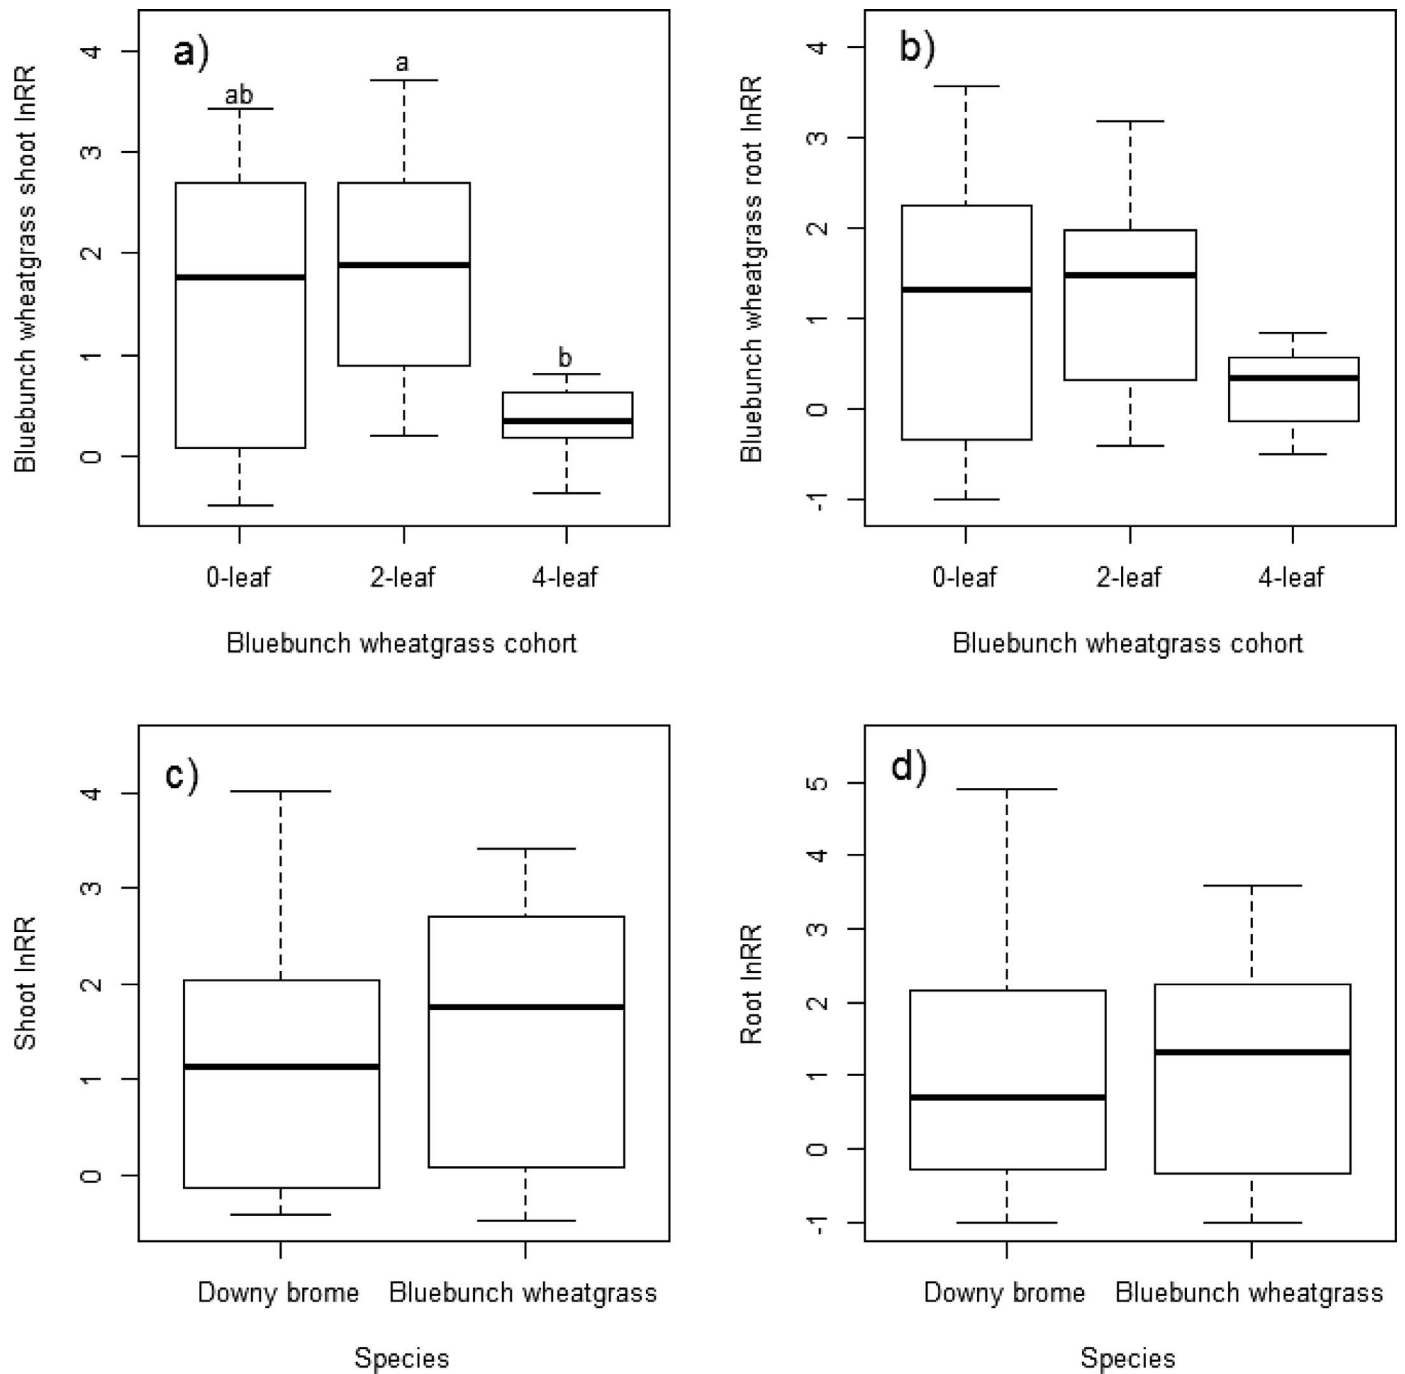 a)
Bluebunch wheatgrass shoot lnRR
4
3
2
1
0
ab
a
b
0-leaf 2-leaf 4-leaf
Bluebunch wheatgrass cohort
b)
Bluebunch wheatgrass root lnRR
4
3
2
1
0
-1
0-leaf 2-leaf 4-leaf
Bluebunch wheatgrass cohort
c)
Shoot lnRR
4
3
2
1
0
Downy brome Bluebunch wheatgrass
Species
d)
Root lnRR
5
4
3
2
1
0
-1
Downy brome Bluebunch wheatgrass
Species